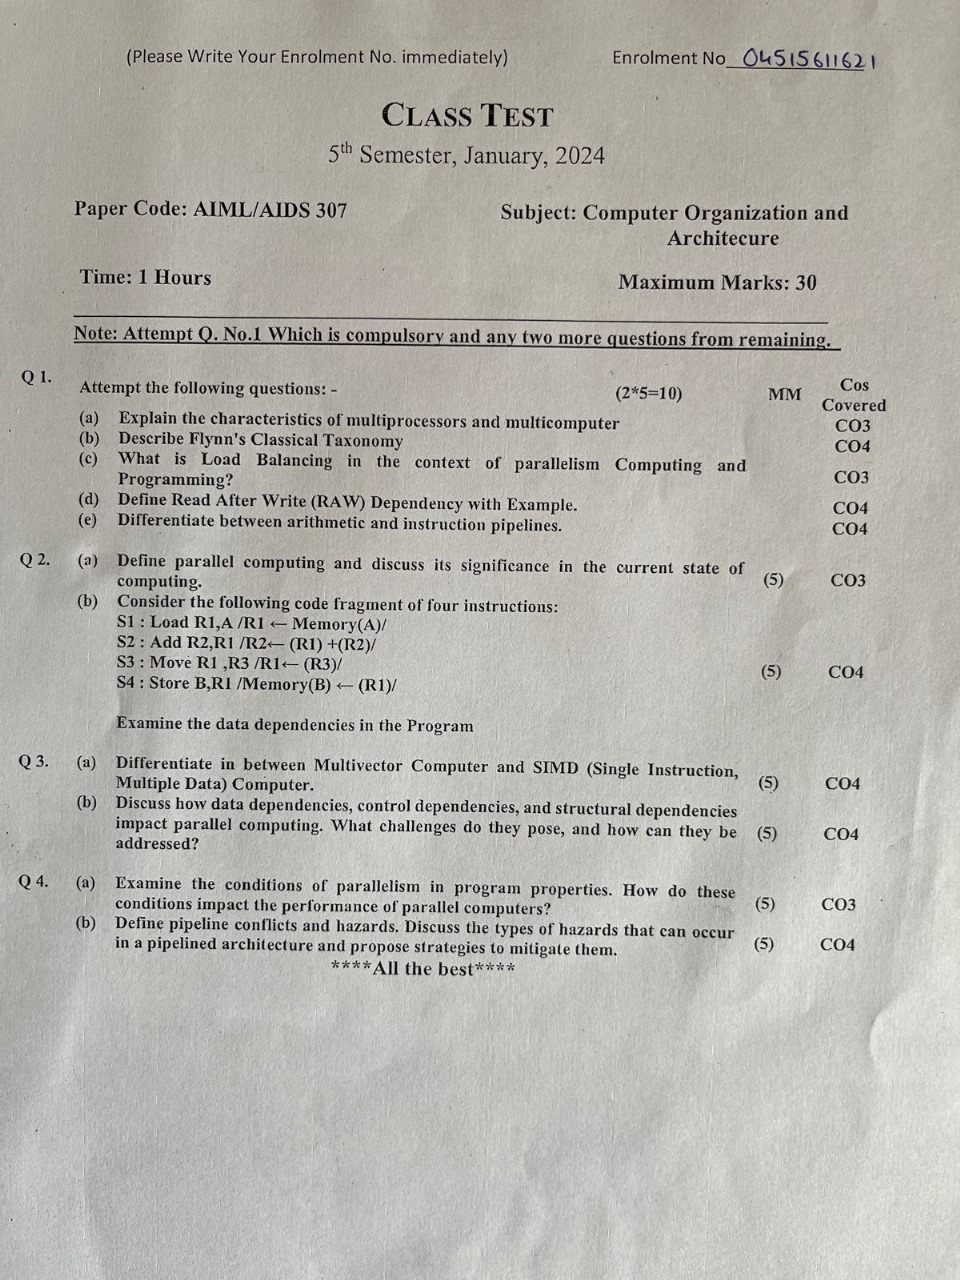 (Please Write Your Enrolment No. immediately) Enrolment No 04515611621
CLASS TEST
5th Semester, January, 2024
Paper Code: AIML/AIDS 307 Subject: Computer Organization and
Architecure
Time: 1 Hours Maximum Marks: 30
Note: Attempt Q. No.1 Which is compulsory and any two more questions from remaining.
Q 1. Attempt the following questions: - (2*5=10) MM Cos
Covered
(a) Explain the characteristics of multiprocessors and multicomputer CO3
(b) Describe Flynn's Classical Taxonomy CO4
(c) What is Load Balancing in the context of parallelism Computing and
Programming? CO3
(d) Define Read After Write (RAW) Dependency with Example. CO4
(e) Differentiate between arithmetic and instruction pipelines. CO4
Q 2. (a) Define parallel computing and discuss its significance in the current state of
computing. (5) CO3
(b) Consider the following code fragment of four instructions:
S1 : Load R1,A /R1 ← Memory(A)/
S2 : Add R2,R1 /R2← (R1) +(R2)/
S3 : Move R1 ,R3 /R1← (R3)/ (5) CO4
S4 : Store B,R1 /Memory(B) ← (R1)/
Examine the data dependencies in the Program
Q 3. (a) Differentiate in between Multivector Computer and SIMD (Single Instruction,
Multiple Data) Computer. (5) CO4
(b) Discuss how data dependencies, control dependencies, and structural dependencies
impact parallel computing. What challenges do they pose, and how can they be (5) CO4
addressed?
Q 4. (a) Examine the conditions of parallelism in program properties. How do these
conditions impact the performance of parallel computers? (5) CO3
(b) Define pipeline conflicts and hazards. Discuss the types of hazards that can occur
in a pipelined architecture and propose strategies to mitigate them. (5) CO4
****All the best****